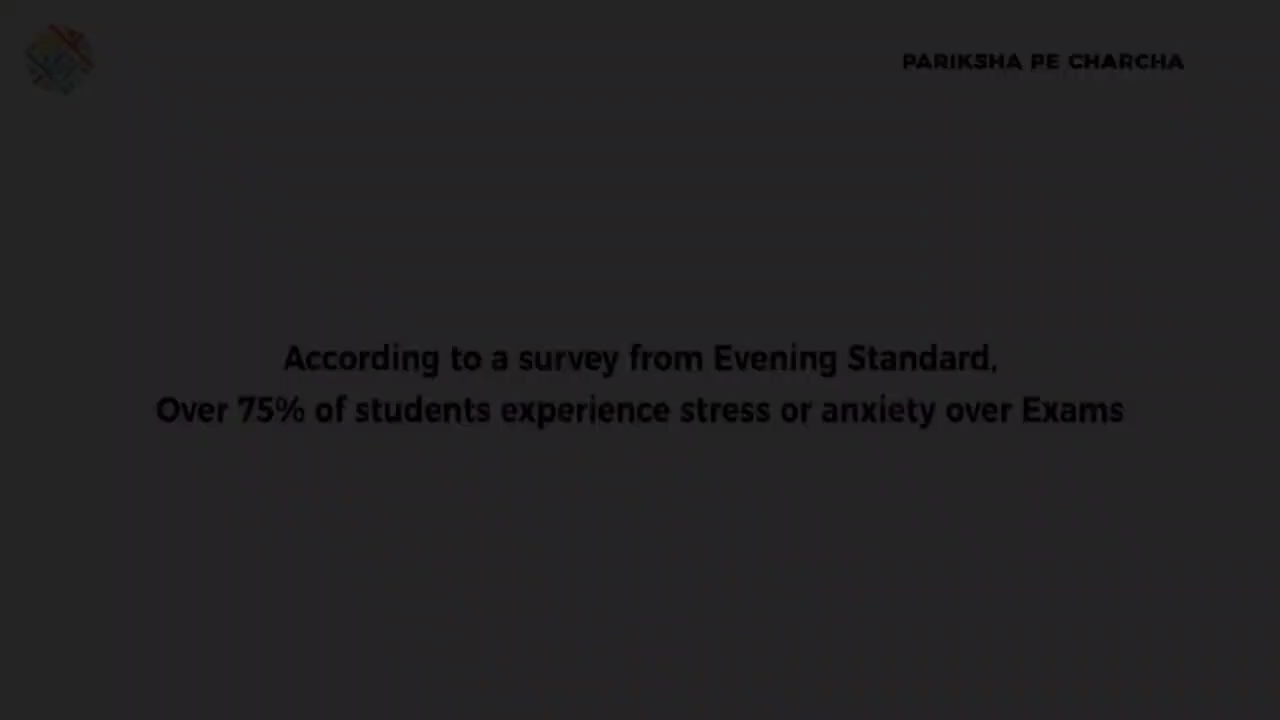 PARIKSHA PE CHARCHA
According to a survey from Evening Standard,
Over 75% of students experience stress or anxiety over Exams